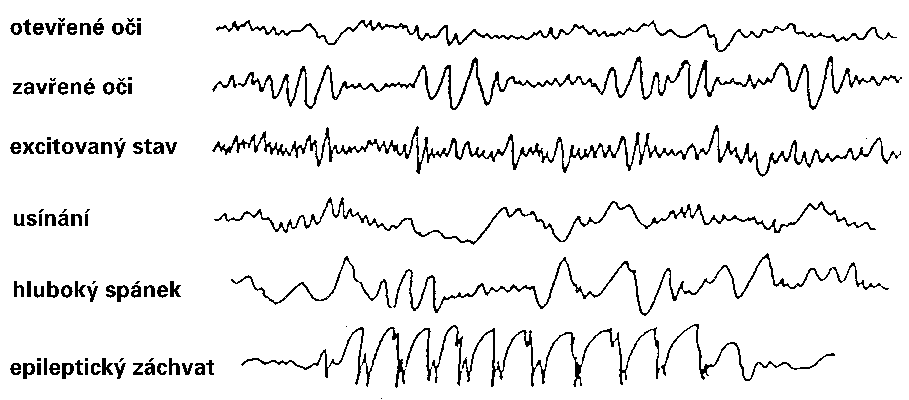 otevřené oči
zavřené oči
excitovaný stav
usínání
hluboký spánek
epileptický záchvat